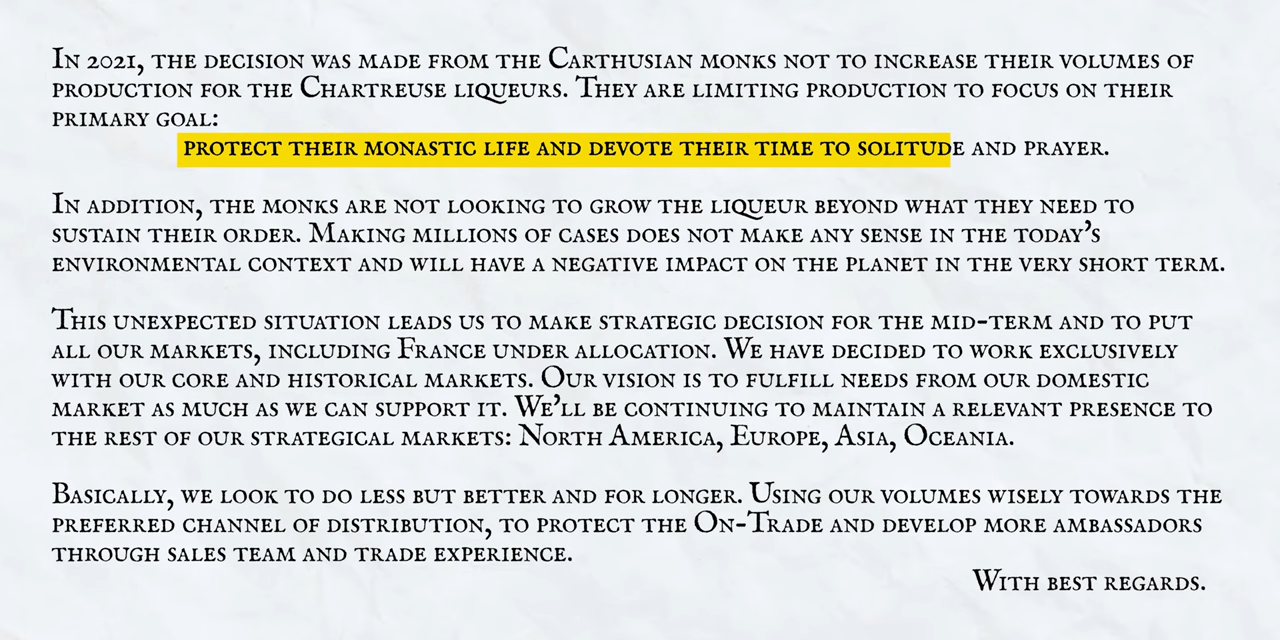 In 2021, the decision was made from the Carthusian monks not to increase their volumes of
production for the Chartreuse liqueurs. They are limiting production to focus on their
primary goal:
protect their monastic life and devote their time to solitude and prayer.
In addition, the monks are not looking to grow the liqueur beyond what they need to
sustain their order. Making millions of cases does not make any sense in the today's
environmental context and will have a negative impact on the planet in the very short term.
This unexpected situation leads us to make strategic decision for the mid-term and to put
all our markets, including France under allocation. We have decided to work exclusively
with our core and historical markets. Our vision is to fulfill needs from our domestic
market as much as we can support it. We'll be continuing to maintain a relevant presence to
the rest of our strategical markets: North America, Europe, Asia, Oceania.
Basically, we look to do less but better and for longer. Using our volumes wisely towards the
preferred channel of distribution, to protect the On-Trade and develop more ambassadors
through sales team and trade experience.
With best regards.